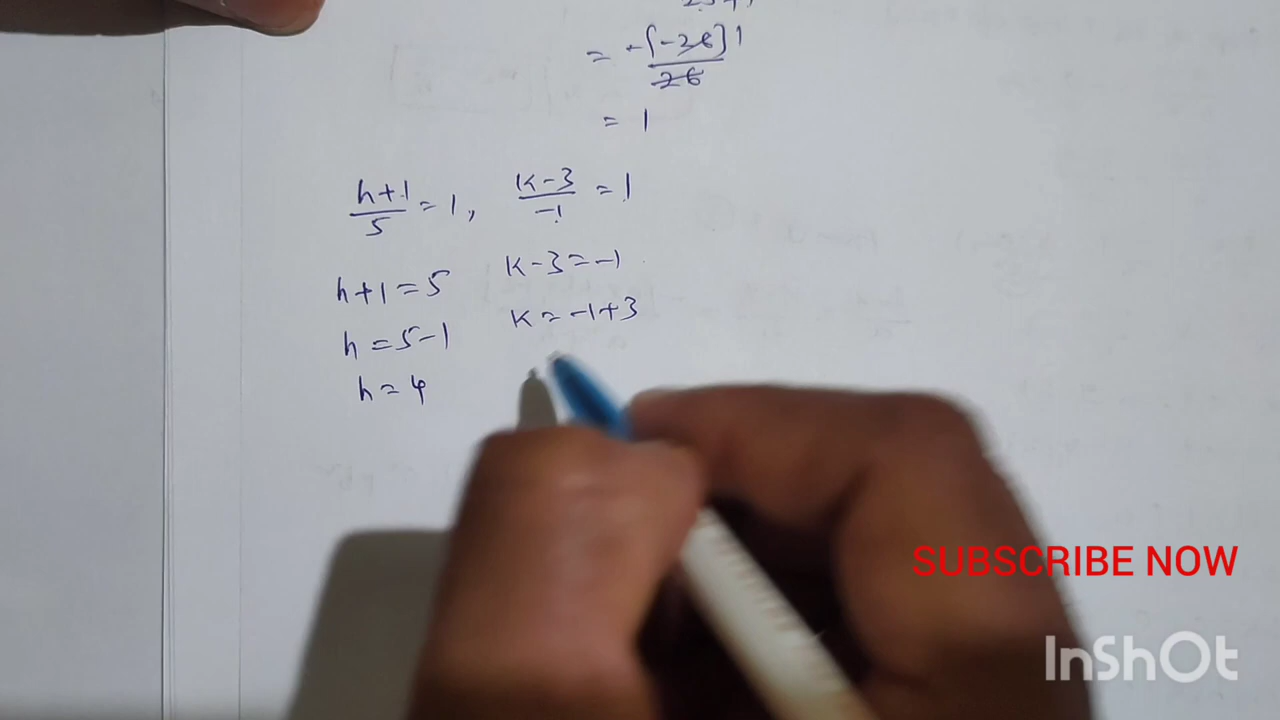 = -[-26] 1
26
= 1
h+1/5 = 1, k-3/-1 = 1
h+1 = 5 k-3 = -1
h = 5-1 k = -1+3
h = 4
SUBSCRIBE NOW
InShOt